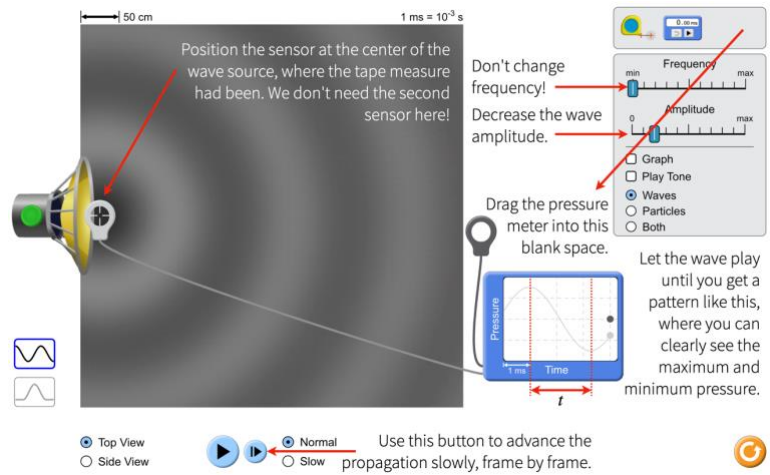 50 cm
1 ms = 10⁻³ s
Position the sensor at the center of the
wave source, where the tape measure
had been. We don't need the second
sensor here!
Don't change
frequency!
Decrease the wave
amplitude.
0.00 ms
Frequency
min
max
Amplitude
0
max
Graph
Play Tone
Waves
Particles
Both
Drag the pressure
meter into this
blank space.
Let the wave play
until you get a
pattern like this,
where you can
clearly see the
maximum and
minimum pressure.
Pressure
1 ms
Time
t
Top View
Side View
Normal
Slow
Use this button to advance the
propagation slowly, frame by frame.